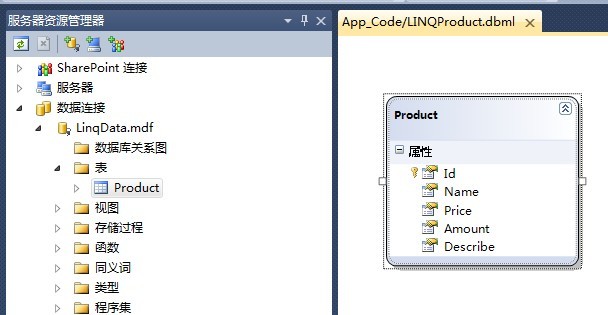 服务器资源管理器
SharePoint 连接
服务器
数据连接
LinqData.mdf
数据库关系图
表
Product
视图
存储过程
函数
同义词
类型
程序集
App_Code/LINQProduct.dbml
Product
属性
Id
Name
Price
Amount
Describe